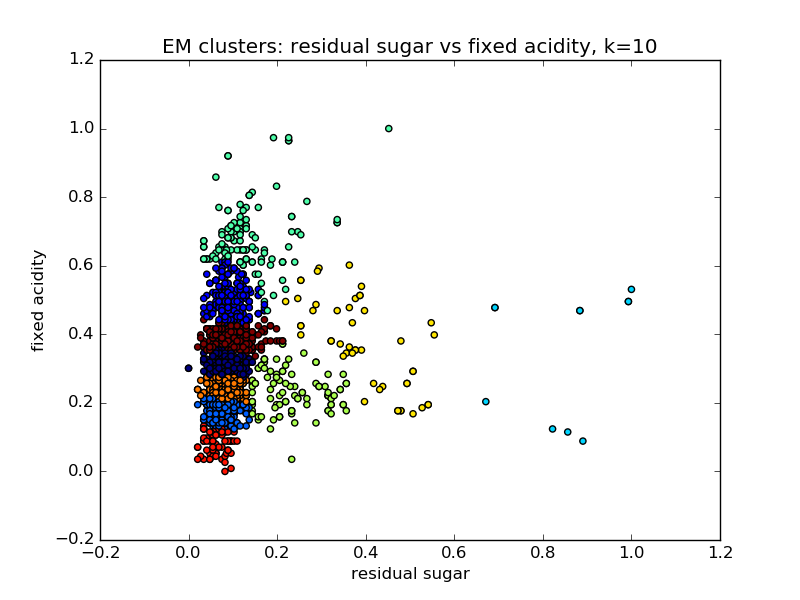 EM clusters: residual sugar vs fixed acidity, k=10
1.2
1.0
0.8
0.6
0.4
0.2
0.0
−0.2
fixed acidity
−0.2 0.0 0.2 0.4 0.6 0.8 1.0 1.2
residual sugar